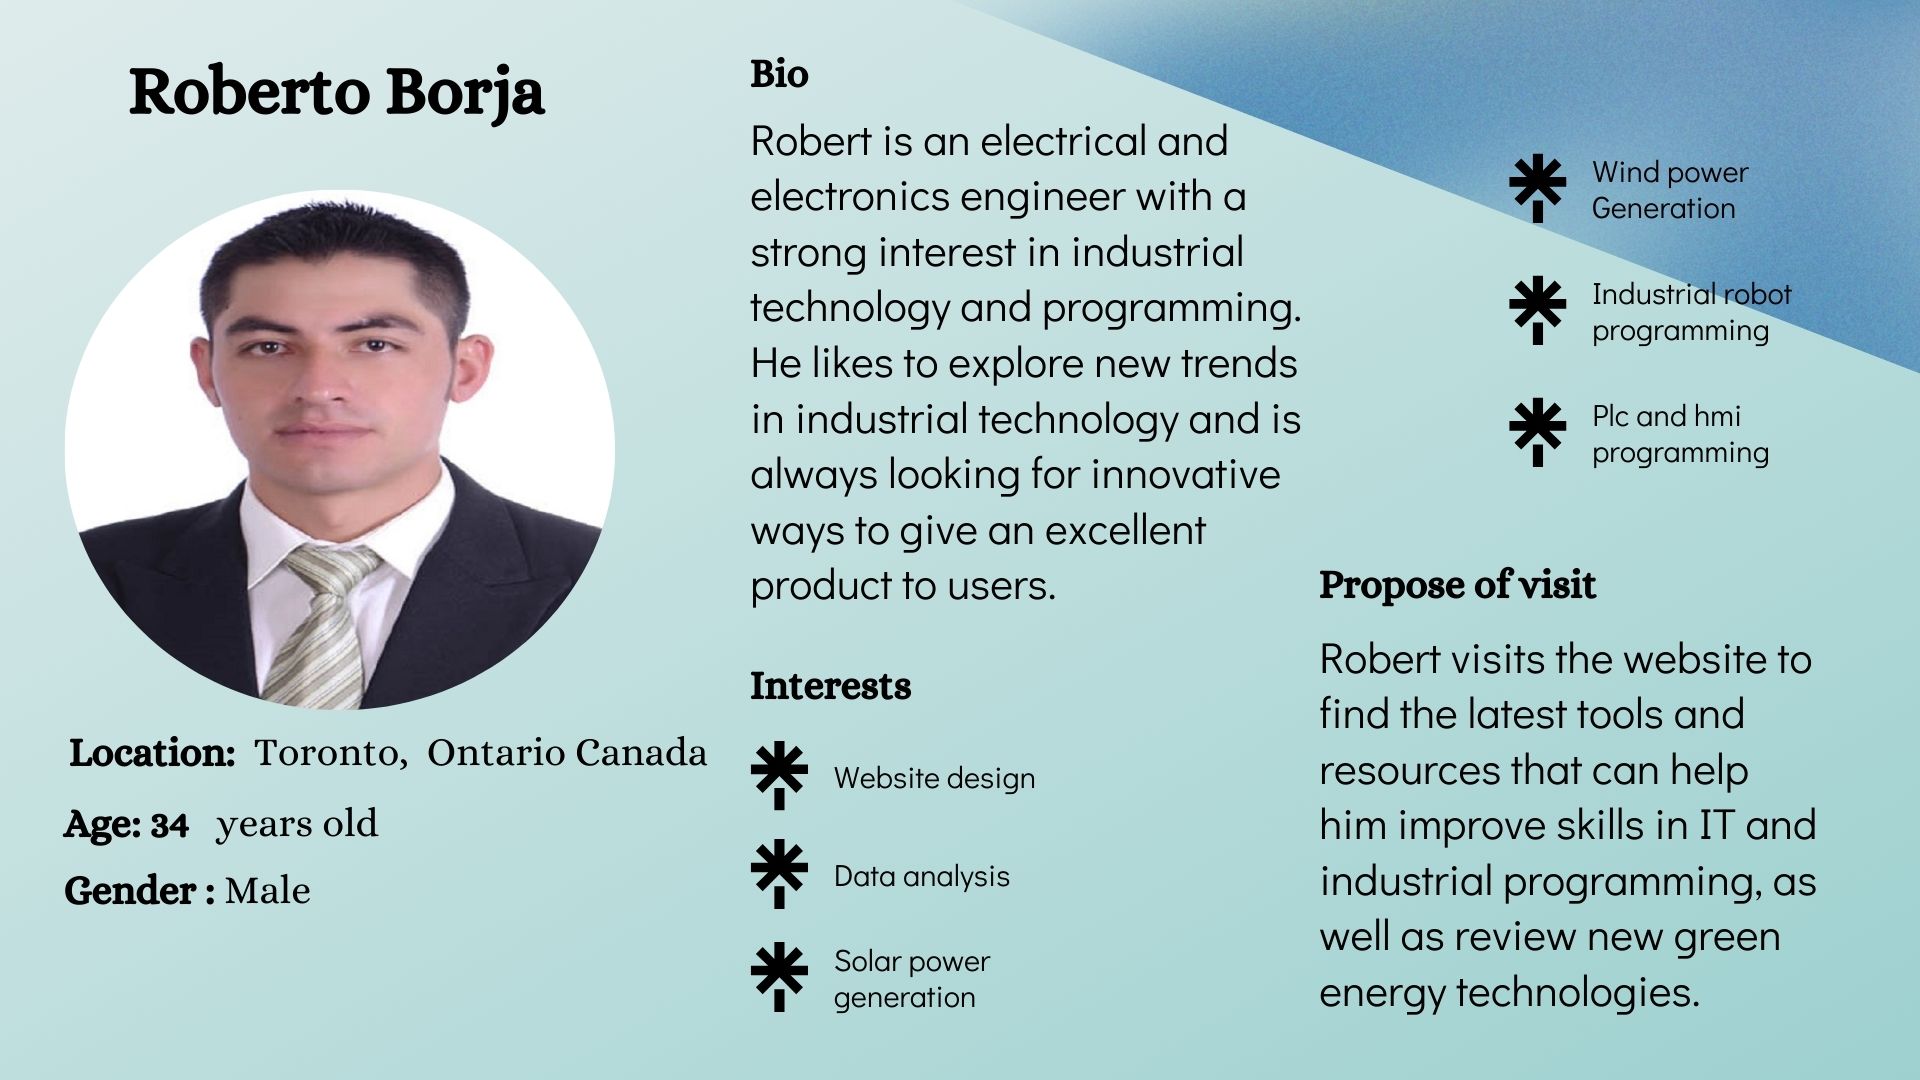 Roberto Borja
Location: Toronto, Ontario Canada
Age: 34 years old
Gender : Male
Bio
Robert is an electrical and
electronics engineer with a
strong interest in industrial
technology and programming.
He likes to explore new trends
in industrial technology and is
always looking for innovative
ways to give an excellent
product to users.
Interests
Website design
Data analysis
Solar power
generation
Wind power
Generation
Industrial robot
programming
Plc and hmi
programming
Propose of visit
Robert visits the website to
find the latest tools and
resources that can help
him improve skills in IT and
industrial programming, as
well as review new green
energy technologies.